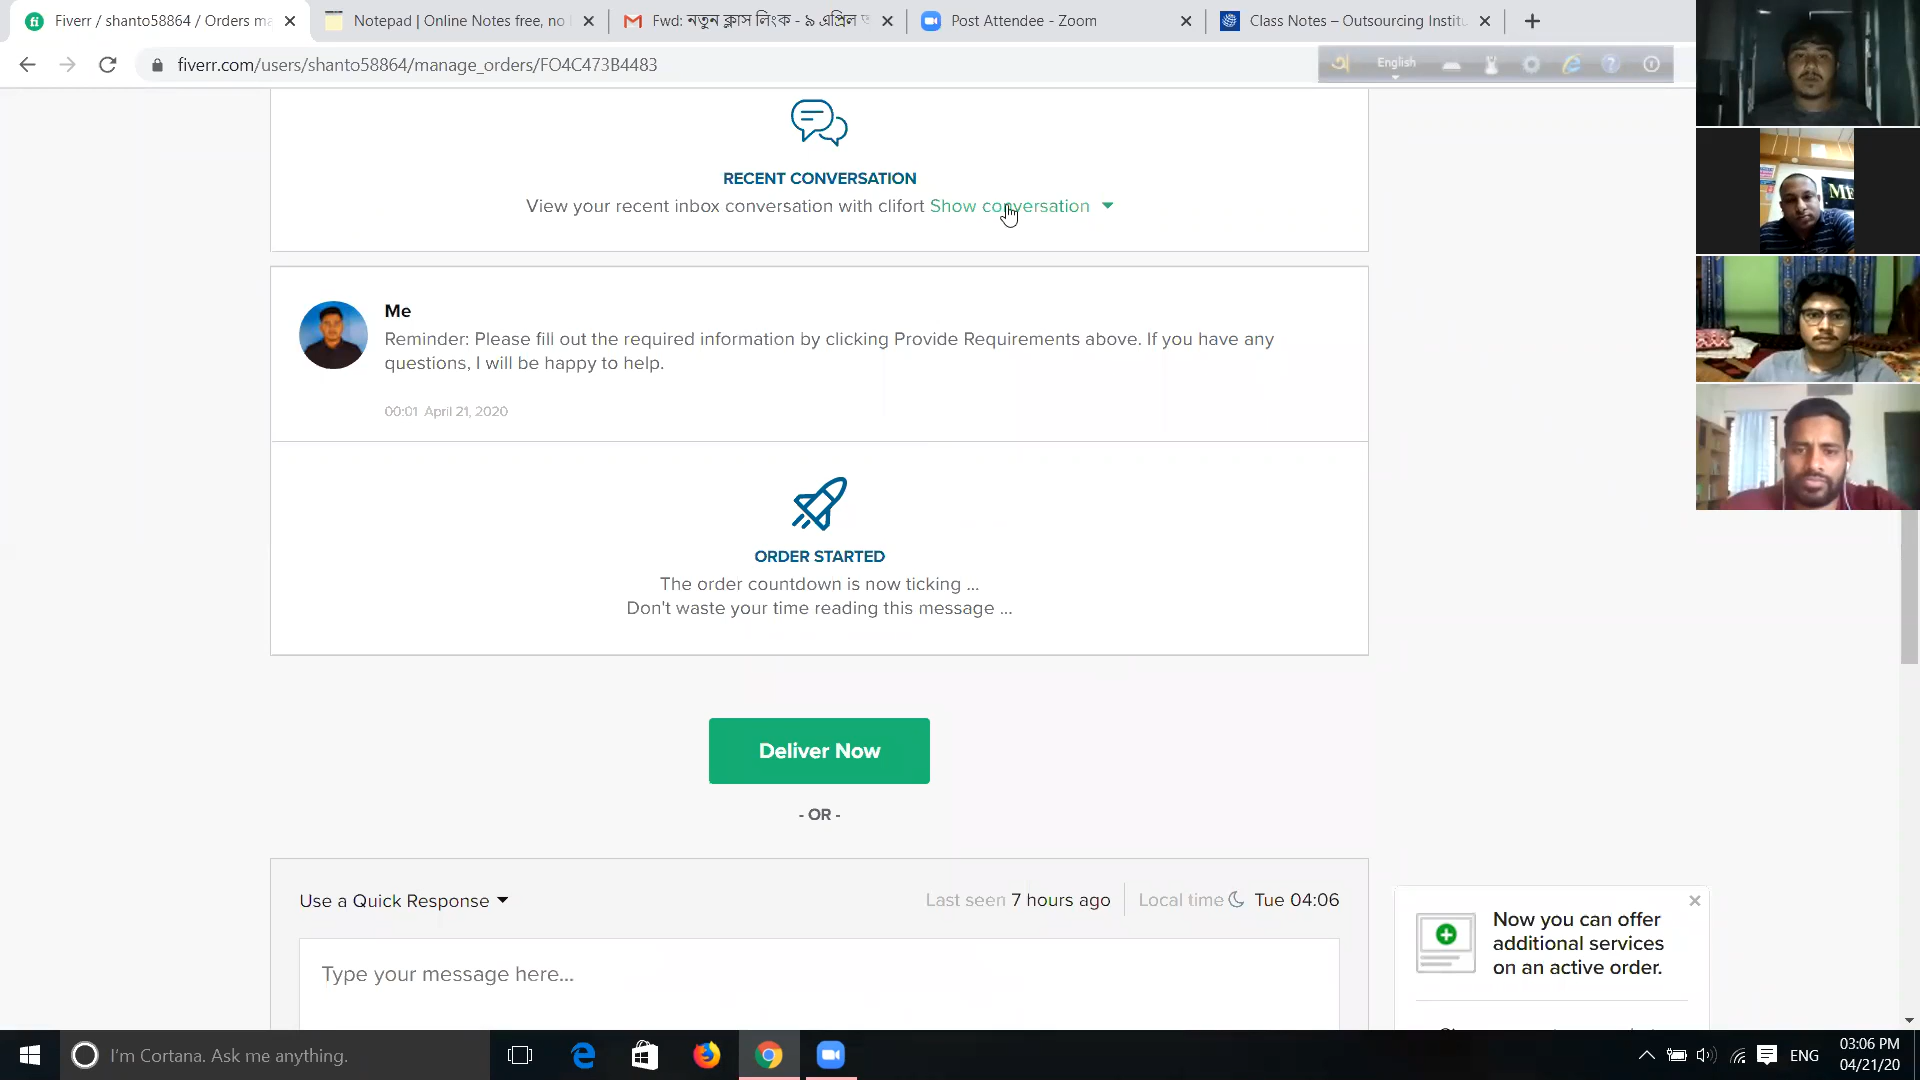 Fiverr / shanto58864 / Orders ma
Notepad | Online Notes free, no
Fwd: নতুন ক্লাস লিংক - ৯ এপ্রিল
Post Attendee - Zoom
Class Notes – Outsourcing Institu
fiverr.com/users/shanto58864/manage_orders/FO4C473B4483
English
RECENT CONVERSATION
View your recent inbox conversation with clifort Show conversation
Me
Reminder: Please fill out the required information by clicking Provide Requirements above. If you have any
questions, I will be happy to help.
00:01 April 21, 2020
ORDER STARTED
The order countdown is now ticking ...
Don't waste your time reading this message ...
Deliver Now
- OR -
Use a Quick Response
Last seen 7 hours ago
Local time Tue 04:06
Type your message here...
Now you can offer
additional services
on an active order.
I'm Cortana. Ask me anything.
ENG
03:06 PM
04/21/20